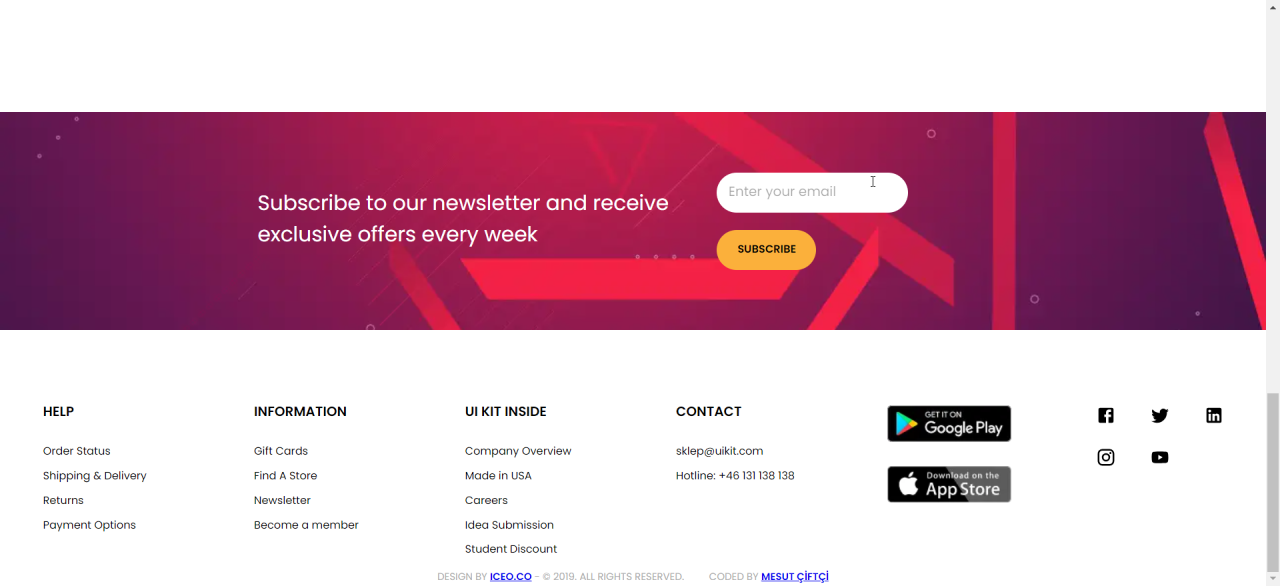 Subscribe to our newsletter and receive
exclusive offers every week
Enter your email
SUBSCRIBE
HELP
Order Status
Shipping & Delivery
Returns
Payment Options
INFORMATION
Gift Cards
Find A Store
Newsletter
Become a member
UI KIT INSIDE
Company Overview
Made in USA
Careers
Idea Submission
Student Discount
CONTACT
sklep@uikit.com
Hotline: +46 131 138 138
GET IT ON
Google Play
Download on the
App Store
DESIGN BY ICEO.CO - © 2019. ALL RIGHTS RESERVED. CODED BY MESUT ÇİFTÇİ